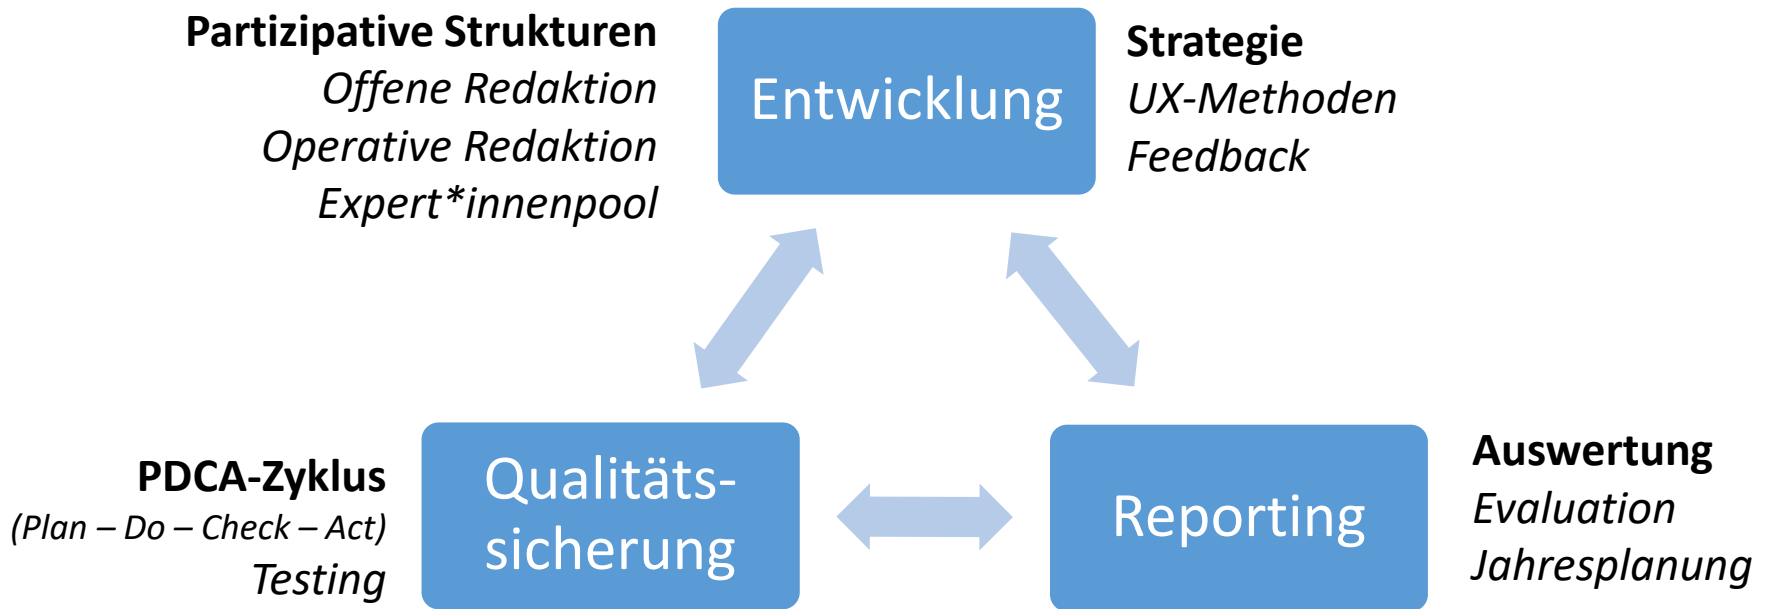 Partizipative Strukturen
Offene Redaktion
Operative Redaktion
Expert*innenpool
Entwicklung
Strategie
UX-Methoden
Feedback
PDCA-Zyklus
(Plan – Do – Check – Act)
Testing
Qualitäts-
sicherung
Reporting
Auswertung
Evaluation
Jahresplanung